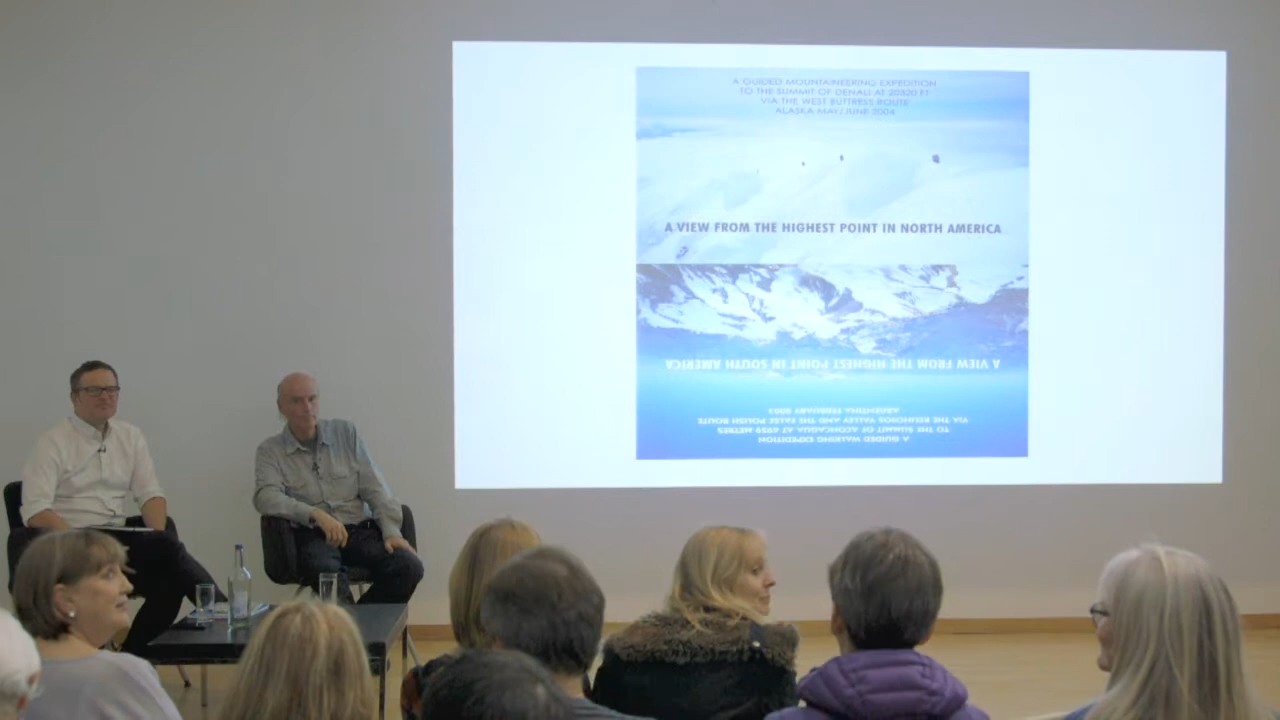 A GUIDED MOUNTAINEERING EXPEDITION
TO THE SUMMIT OF DENALI AT 20320 FT
VIA THE WEST BUTTRESS ROUTE
ALASKA MAY/JUNE 2004
A VIEW FROM THE HIGHEST POINT IN NORTH AMERICA
A VIEW FROM THE HIGHEST POINT IN SOUTH AMERICA
A GUIDED WALKING EXPEDITION
TO THE SUMMIT OF ACONCAGUA, AT 6959 METRES
VIA THE RELINCHOS VALLEY AND THE FALSE POLISH ROUTE
ARGENTINA FEBRUARY